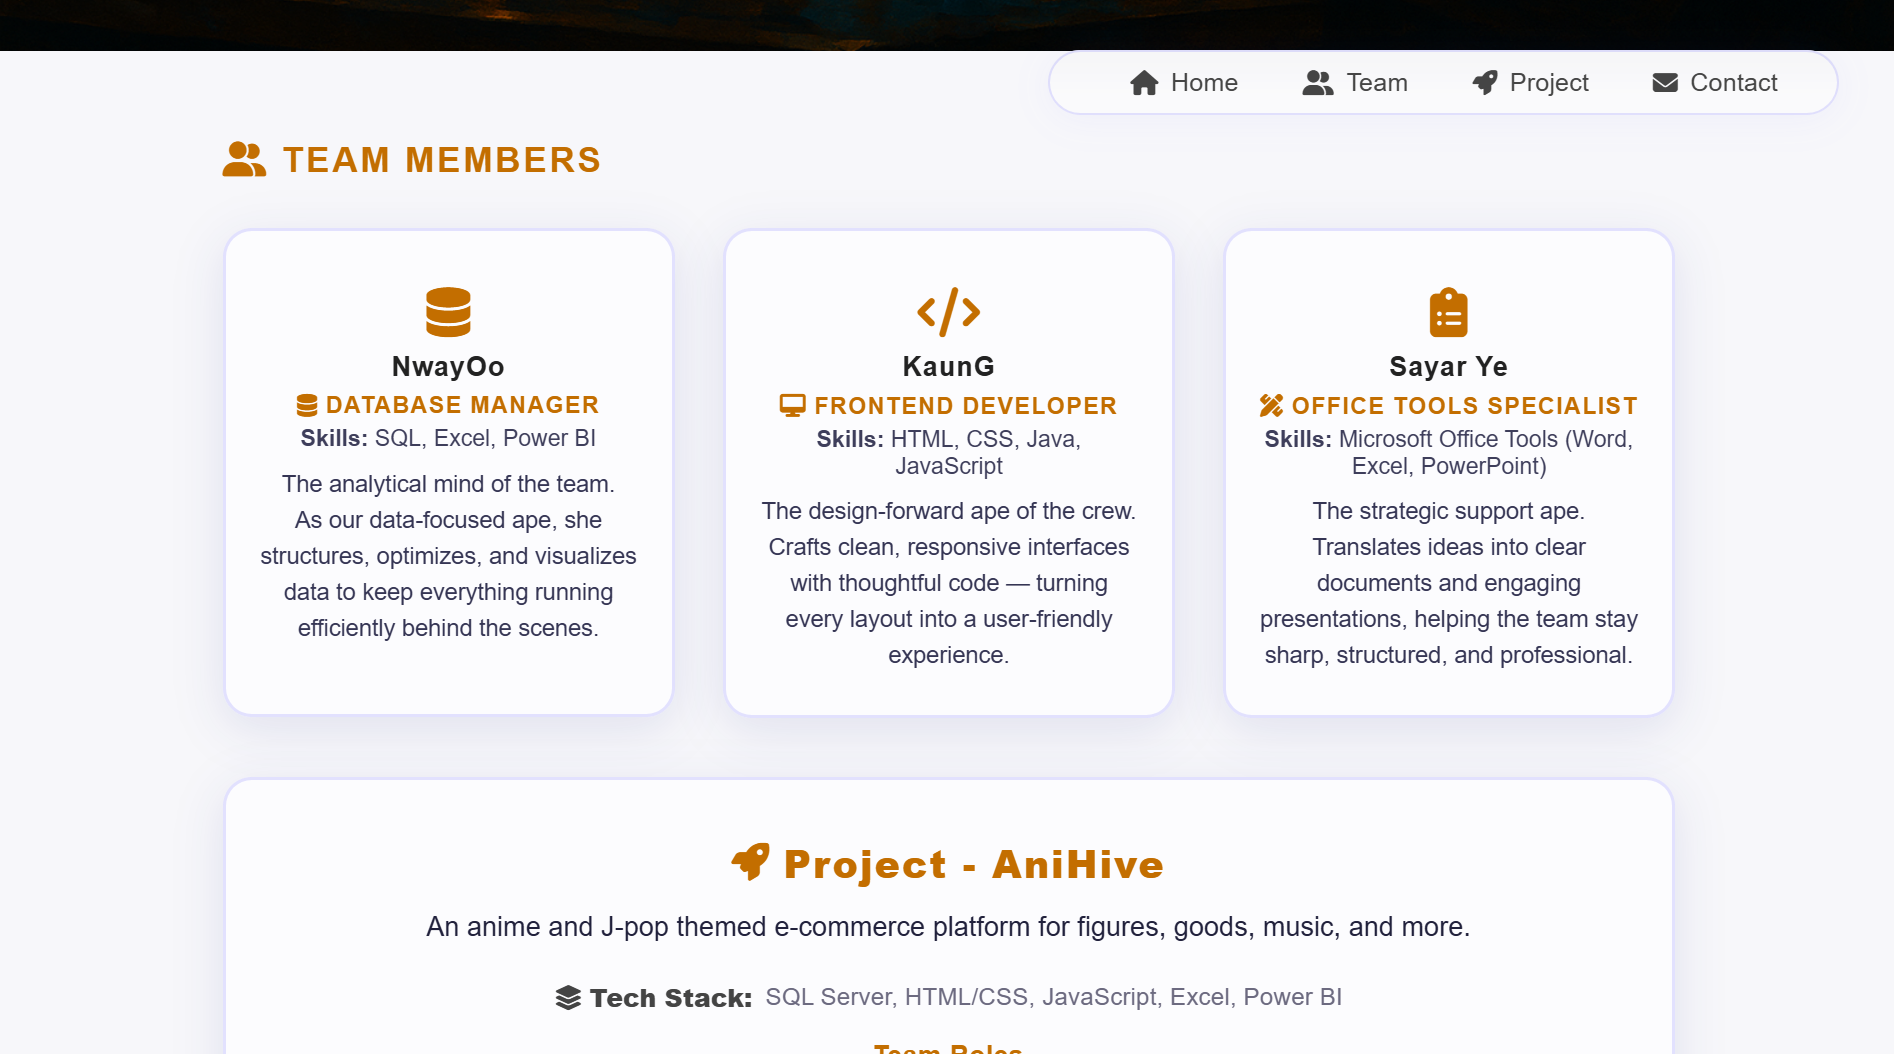 Home
Team
Project
Contact
TEAM MEMBERS
NwayOo
DATABASE MANAGER
Skills: SQL, Excel, Power BI
The analytical mind of the team.
As our data-focused ape, she
structures, optimizes, and visualizes
data to keep everything running
efficiently behind the scenes.
KaunG
FRONTEND DEVELOPER
Skills: HTML, CSS, Java,
JavaScript
The design-forward ape of the crew.
Crafts clean, responsive interfaces
with thoughtful code — turning
every layout into a user-friendly
experience.
Sayar Ye
OFFICE TOOLS SPECIALIST
Skills: Microsoft Office Tools (Word,
Excel, PowerPoint)
The strategic support ape.
Translates ideas into clear
documents and engaging
presentations, helping the team stay
sharp, structured, and professional.
Project - AniHive
An anime and J-pop themed e-commerce platform for figures, goods, music, and more.
Tech Stack: SQL Server, HTML/CSS, JavaScript, Excel, Power BI
Team Roles